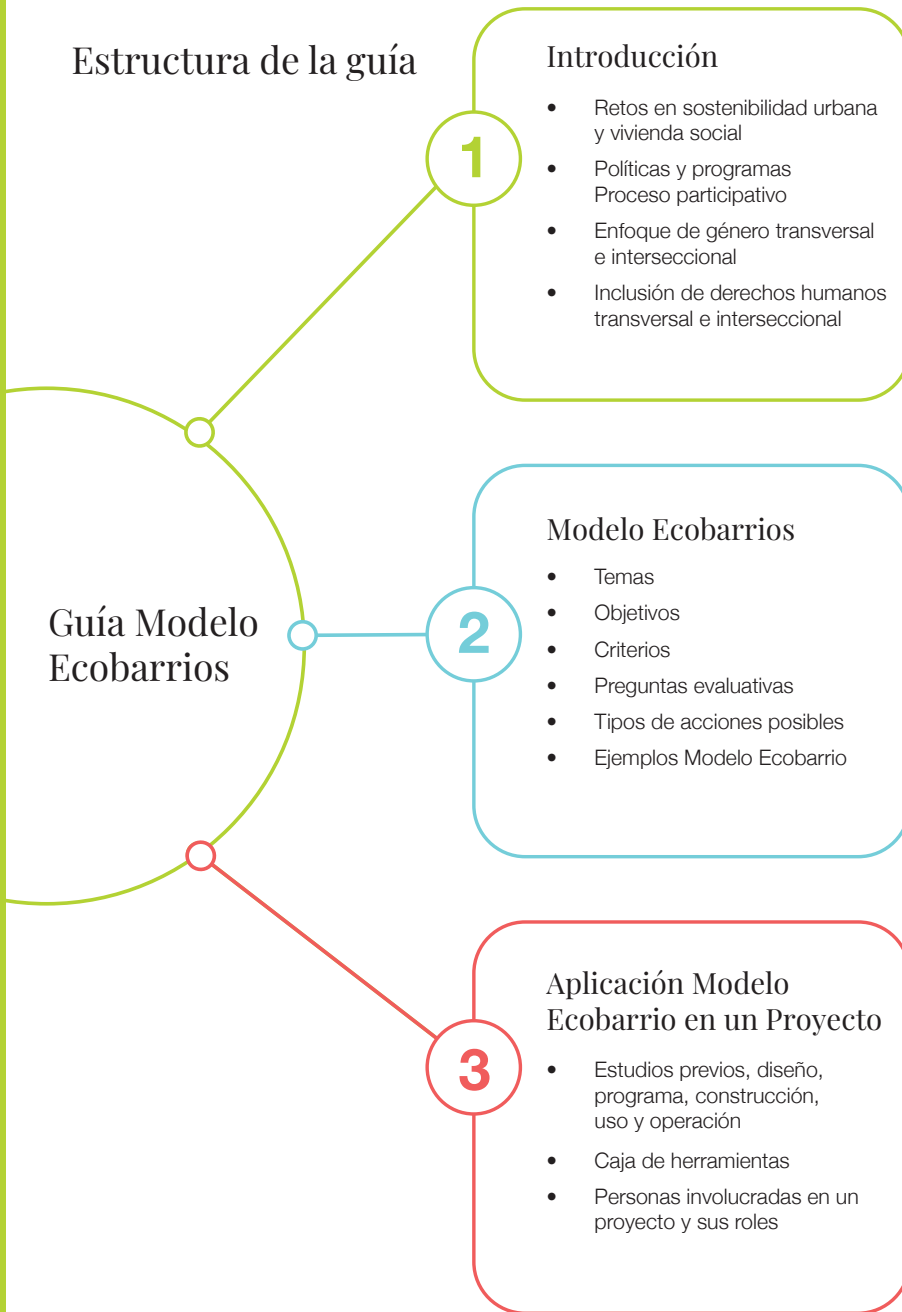 Estructura de la guía
Guía Modelo
Ecobarrios
1
Introducción
• Retos en sostenibilidad urbana
y vivienda social
• Políticas y programas
Proceso participativo
• Enfoque de género transversal
e interseccional
• Inclusión de derechos humanos
transversal e interseccional
2
Modelo Ecobarrios
• Temas
• Objetivos
• Criterios
• Preguntas evaluativas
• Tipos de acciones posibles
• Ejemplos Modelo Ecobarrio
3
Aplicación Modelo
Ecobarrio en un Proyecto
• Estudios previos, diseño,
programa, construcción,
uso y operación
• Caja de herramientas
• Personas involucradas en un
proyecto y sus roles